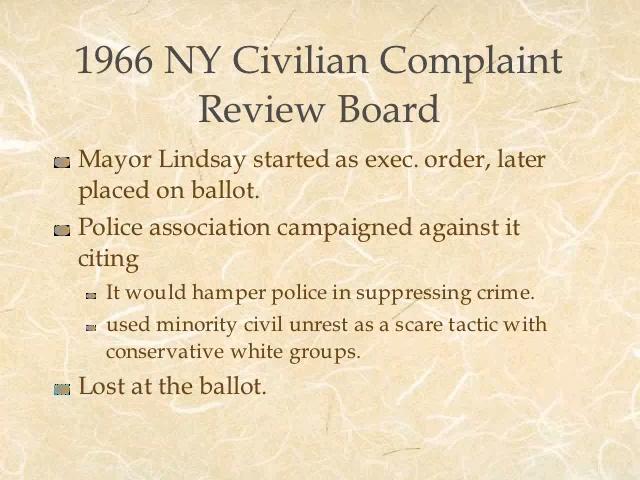 1966 NY Civilian Complaint
Review Board
Mayor Lindsay started as exec. order, later
placed on ballot.
Police association campaigned against it
citing
It would hamper police in suppressing crime.
used minority civil unrest as a scare tactic with
conservative white groups.
Lost at the ballot.